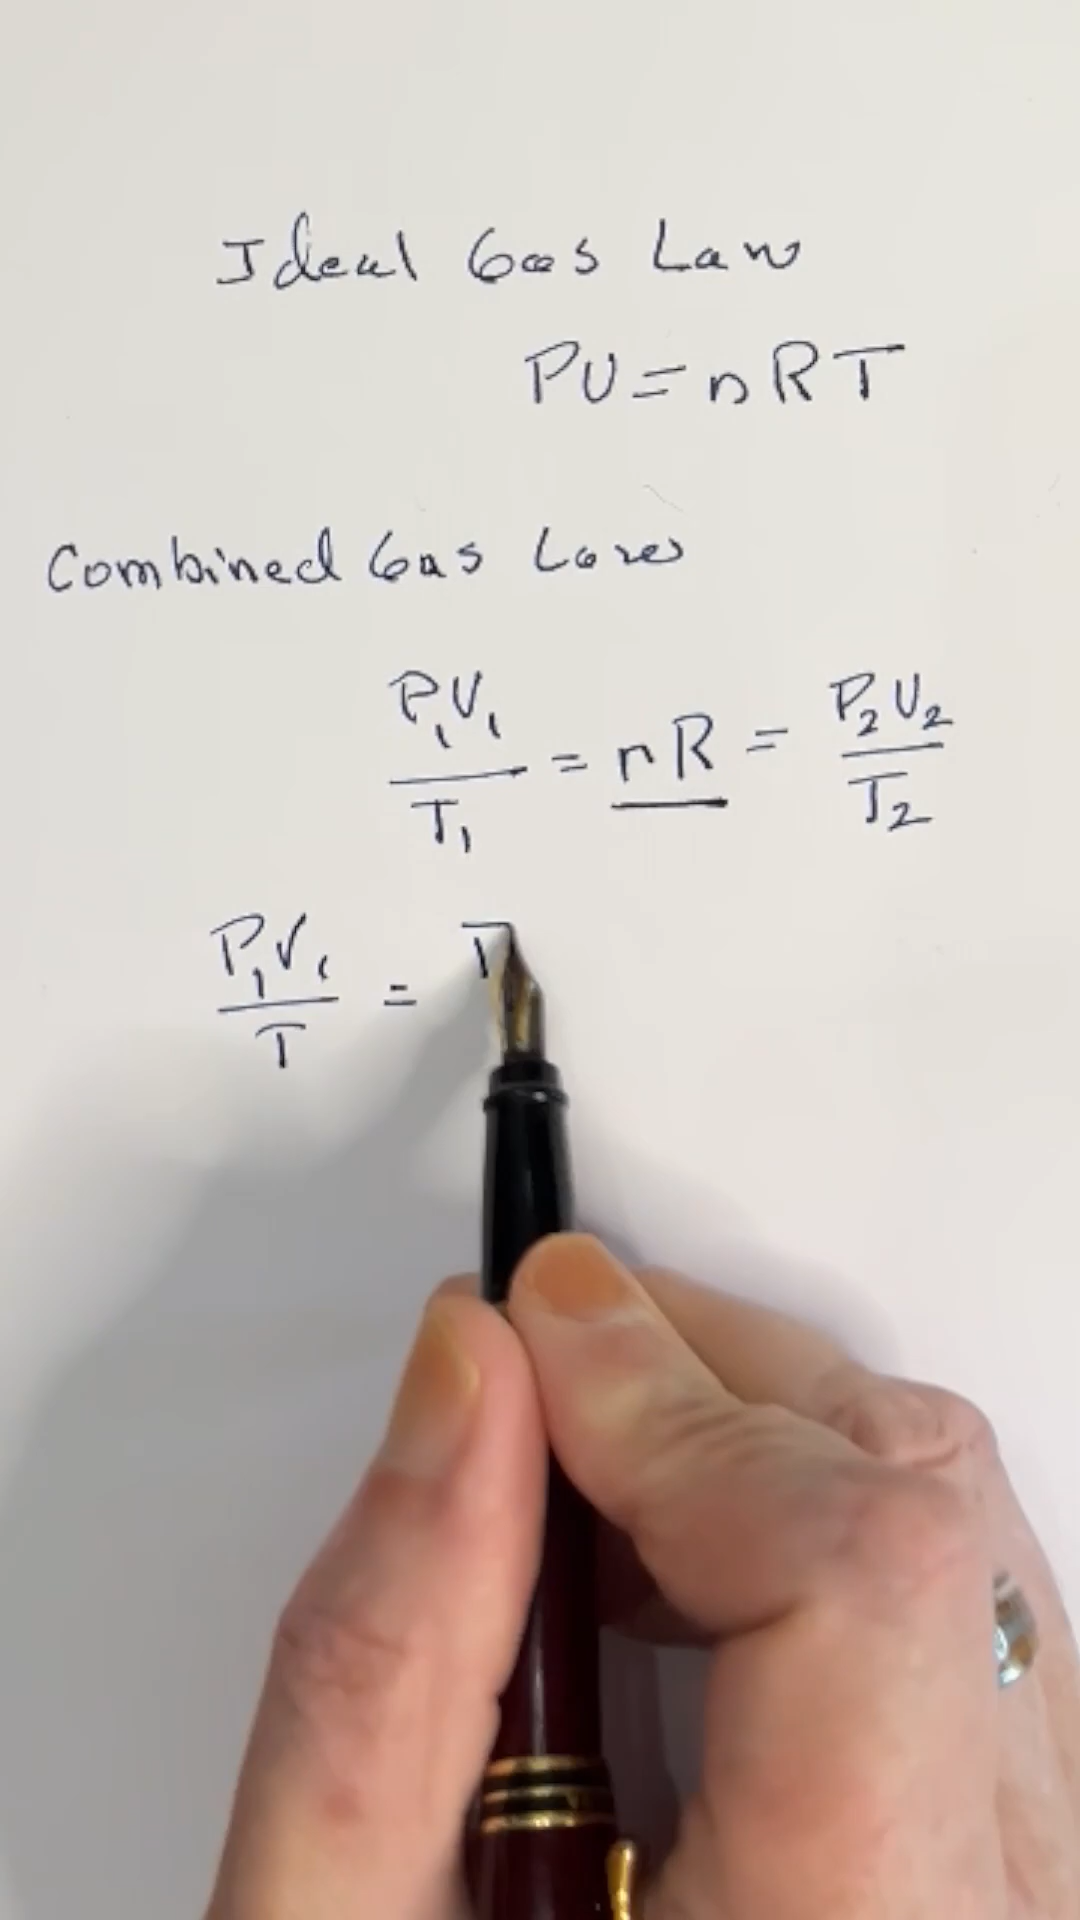 Ideal Gas Law
PV = nRT
Combined Gas Law
P₁V₁/T₁ = nR = P₂V₂/T₂
P₁V₁/T =